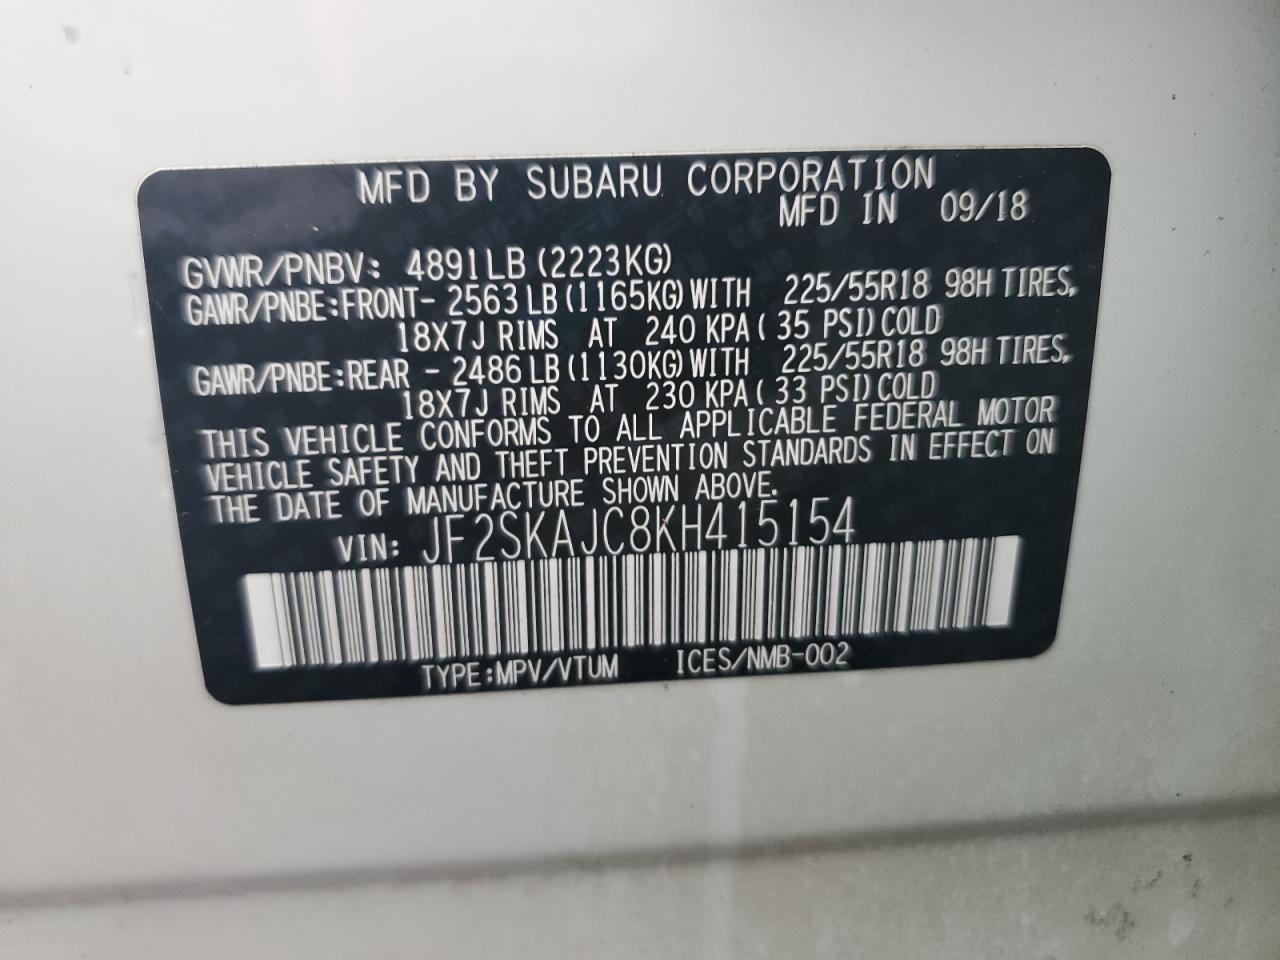 MFD BY SUBARU CORPORATION
MFD IN 09/18
GVWR/PNBV: 4891LB (2223KG)
GAWR/PNBE:FRONT- 2563 LB (1165KG) WITH 225/55R18 98H TIRES,
18X7J RIMS AT 240 KPA ( 35 PSI) COLD
GAWR/PNBE:REAR - 2486 LB (1130KG) WITH 225/55R18 98H TIRES,
18X7J RIMS AT 230 KPA ( 33 PSI) COLD
THIS VEHICLE CONFORMS TO ALL APPLICABLE FEDERAL MOTOR
VEHICLE SAFETY AND THEFT PREVENTION STANDARDS IN EFFECT ON
THE DATE OF MANUFACTURE SHOWN ABOVE.
VIN: JF2SKAJC8KH415154
TYPE:MPV/VTUM ICES/NMB-002